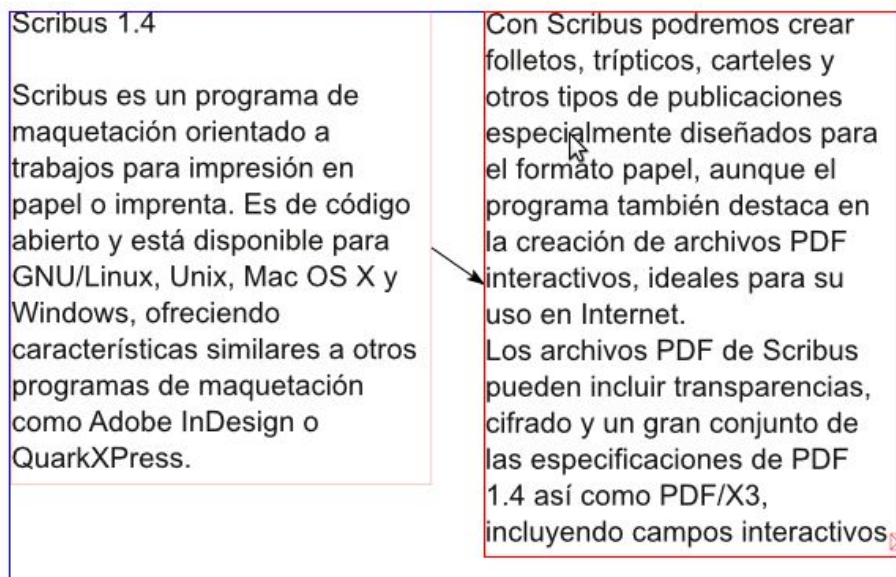 Scribus 1.4
Scribus es un programa de
maquetación orientado a
trabajos para impresión en
papel o imprenta. Es de código
abierto y está disponible para
GNU/Linux, Unix, Mac OS X y
Windows, ofreciendo
características similares a otros
programas de maquetación
como Adobe InDesign o
QuarkXPress.
Con Scribus podremos crear
folletos, trípticos, carteles y
otros tipos de publicaciones
especialmente diseñados para
el formato papel, aunque el
programa también destaca en
la creación de archivos PDF
interactivos, ideales para su
uso en Internet.
Los archivos PDF de Scribus
pueden incluir transparencias,
cifrado y un gran conjunto de
las especificaciones de PDF
1.4 así como PDF/X3,
incluyendo campos interactivos